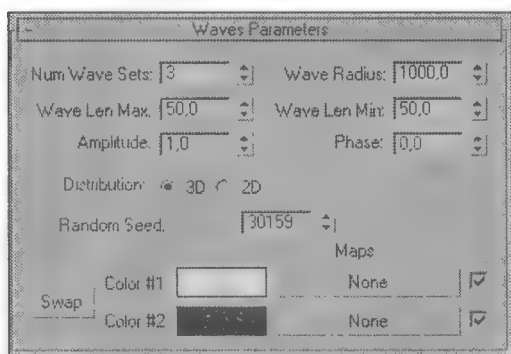 Waves Parameters
Num Wave Sets: 3 Wave Radius: 1000,0
Wave Len Max. 50,0 Wave Len Min: 50,0
Amplitude. 1,0 Phase: 0,0
Distribution: 3D 2D
Random Seed. 30159
Maps
Color #1 None
Swap
Color #2 None